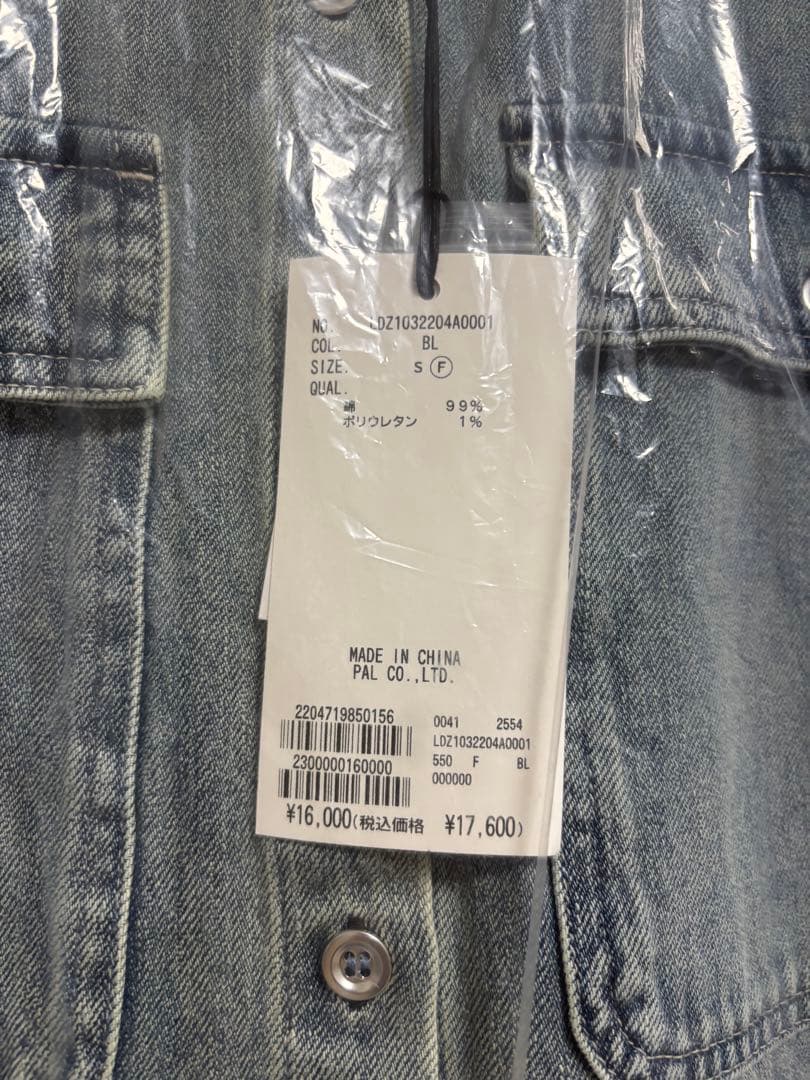 NO. LDZ1032204A0001
COL. BL
SIZE. S F
QUAL.
綿 99%
ポリウレタン 1%
MADE IN CHINA
PAL CO.,LTD.
2204719850156
2300000160000
0041 2554
LDZ1032204A0001
550 F BL
000000
¥16,000(税込価格 ¥17,600)